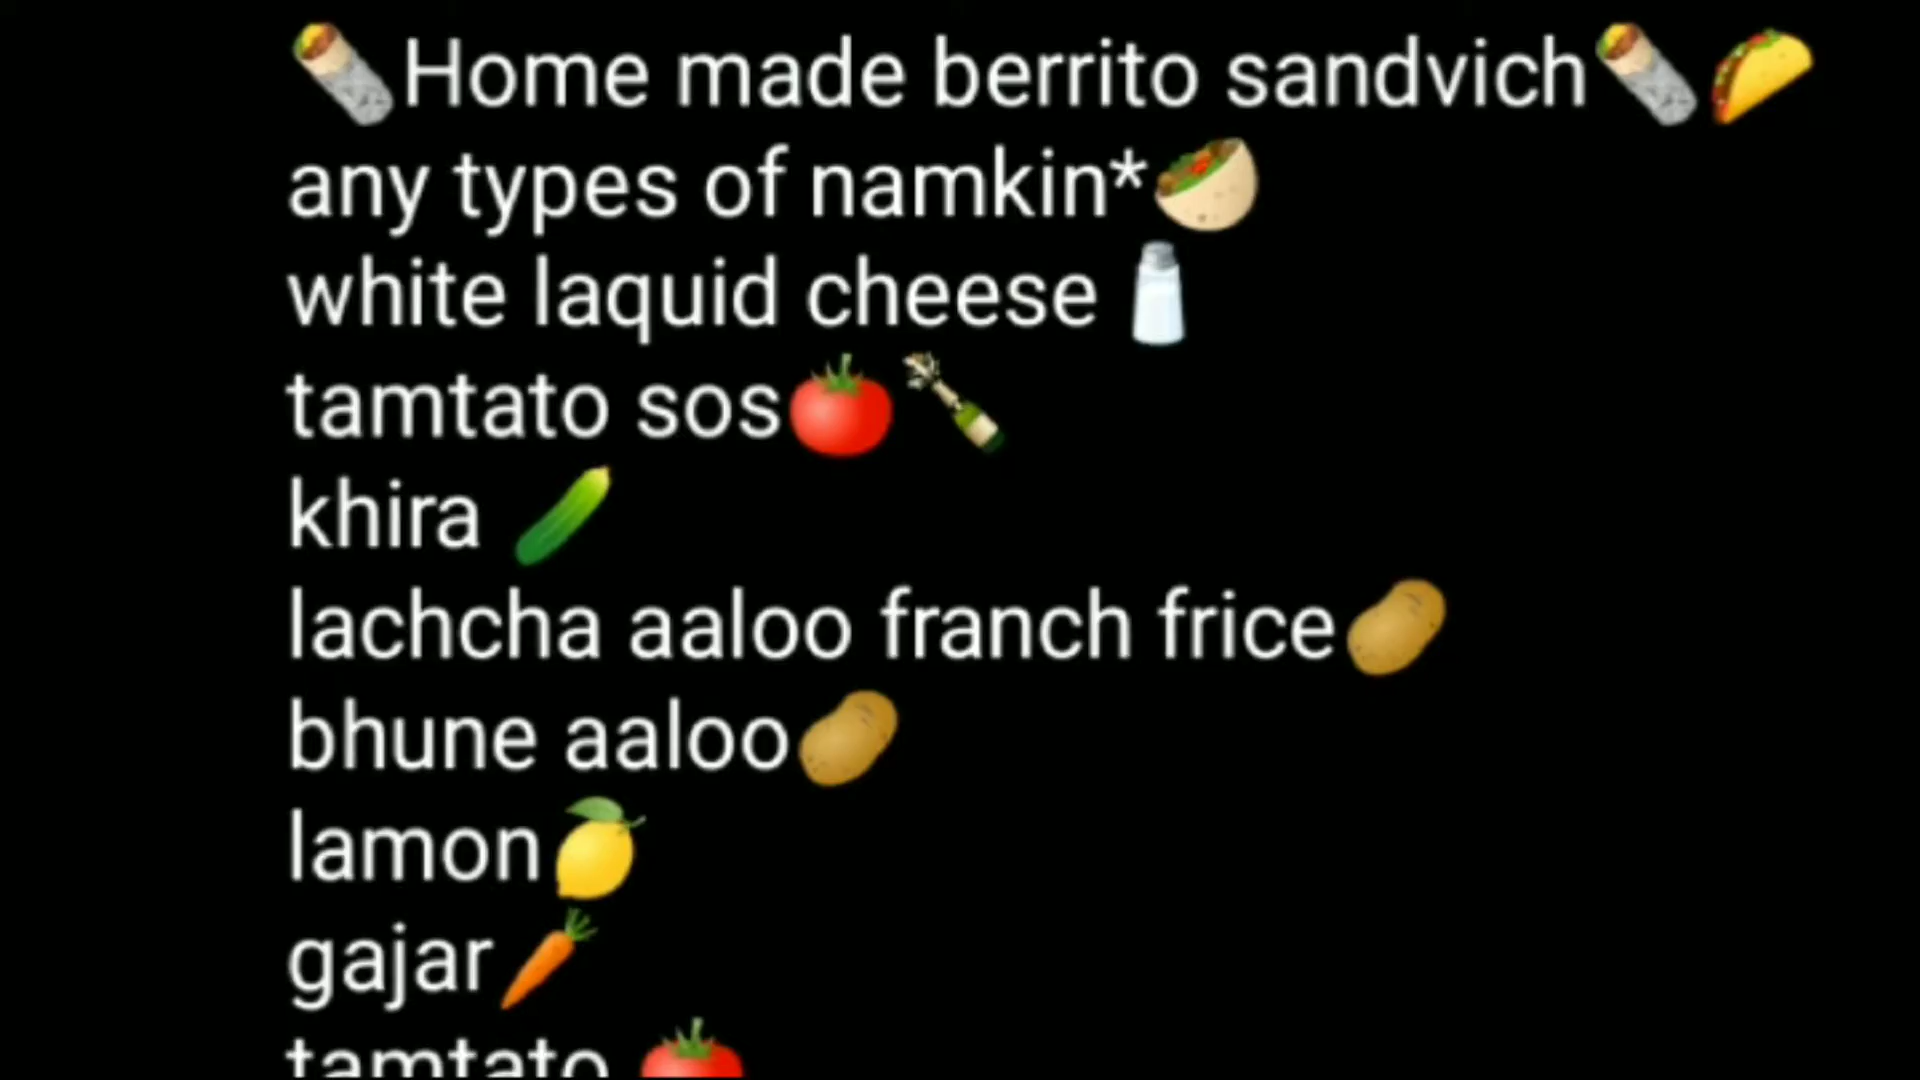 🌯Home made berrito sandvich🌯🌮
any types of namkin*🥙
white laquid cheese 🧂
tamtato sos🍅🍾
khira 🥒
lachcha aaloo franch frice🥔
bhune aaloo🥔
lamon🍋
gajar🥕
tamtato 🍅